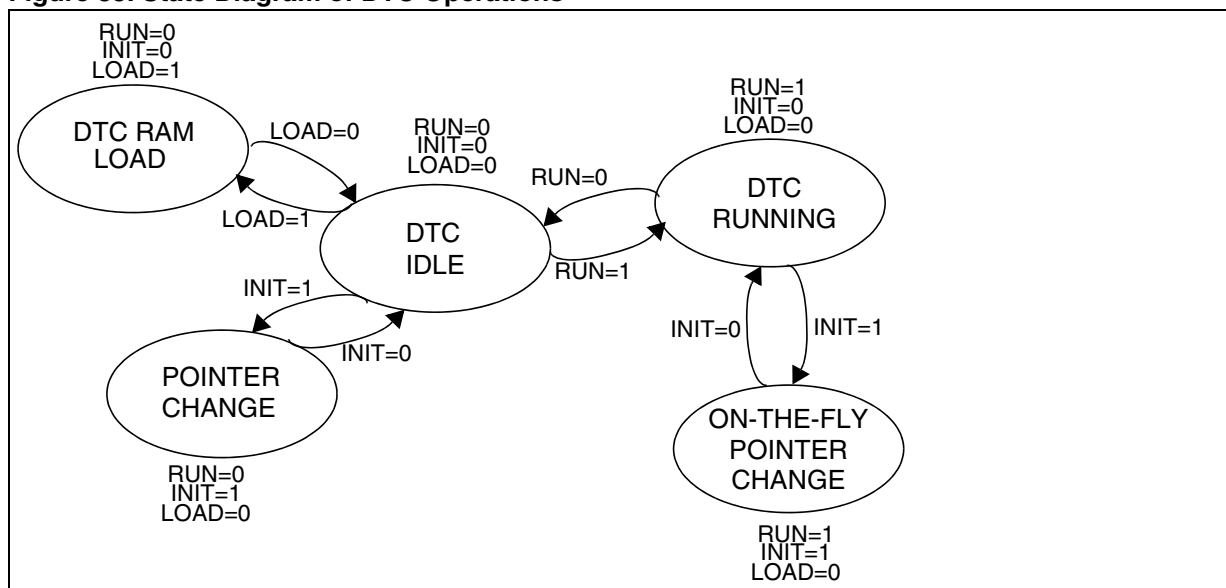 Figure State Diagram of DTC Operations
RUN=0
INIT=0
LOAD=1
DTC RAM
LOAD
LOAD=0
LOAD=1
RUN=0
INIT=0
LOAD=0
DTC
IDLE
RUN=0
RUN=1
RUN=1
INIT=0
LOAD=0
DTC
RUNNING
INIT=1
INIT=0
POINTER
CHANGE
RUN=0
INIT=1
LOAD=0
INIT=0
INIT=1
ON-THE-FLY
POINTER
CHANGE
RUN=1
INIT=1
LOAD=0